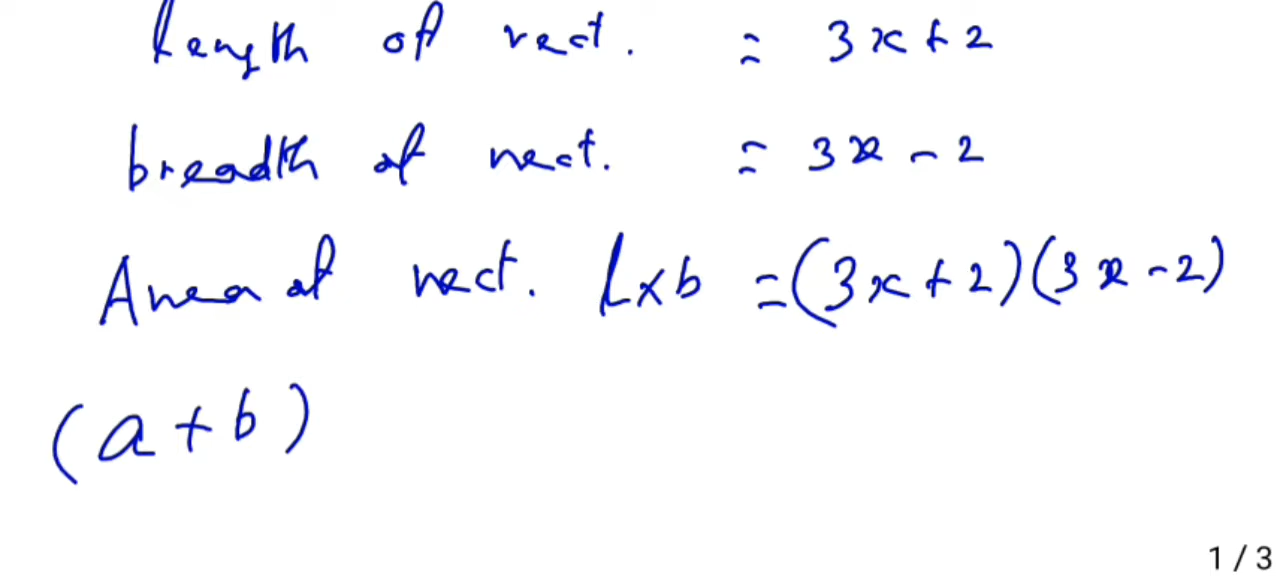 length of rect. = 3x + 2
breadth of rect. = 3x - 2
Area of rect. L x b = (3x + 2)(3x - 2)
(a + b)
1 / 3